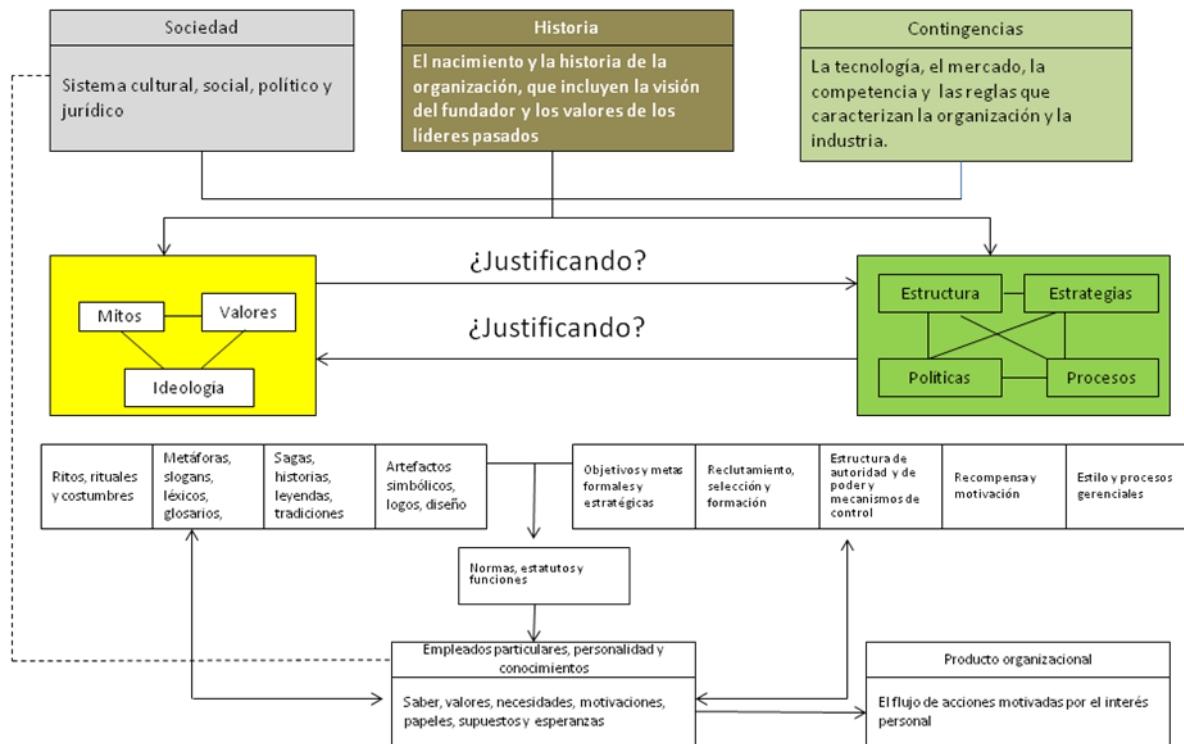 Sociedad
Sistema cultural, social, político y
jurídico
Historia
El nacimiento y la historia de la
organización, que incluyen la visión
del fundador y los valores de los
líderes pasados
Contingencias
La tecnología, el mercado, la
competencia y las reglas que
caracterizan la organización y la
industria.
¿Justificando?
¿Justificando?
Mitos
Valores
Ideología
Estructura
Estrategias
Políticas
Procesos
Ritos, rituales
y costumbres
Metáforas,
slogans,
léxicos,
glosarios,
Sagas,
historias,
leyendas,
tradiciones
Artefactos
simbólicos,
logos, diseño
Objetivos y metas
formales y
estratégicas
Reclutamiento,
selección y
formación
Estructura de
autoridad y de
poder y
mecanismos de
control
Recompensa y
motivación
Estilo y procesos
gerenciales
Normas, estatutos y
funciones
Empleados particulares, personalidad y
conocimientos
Saber, valores, necesidades, motivaciones,
papeles, supuestos y esperanzas
Producto organizacional
El flujo de acciones motivadas por el interés
personal